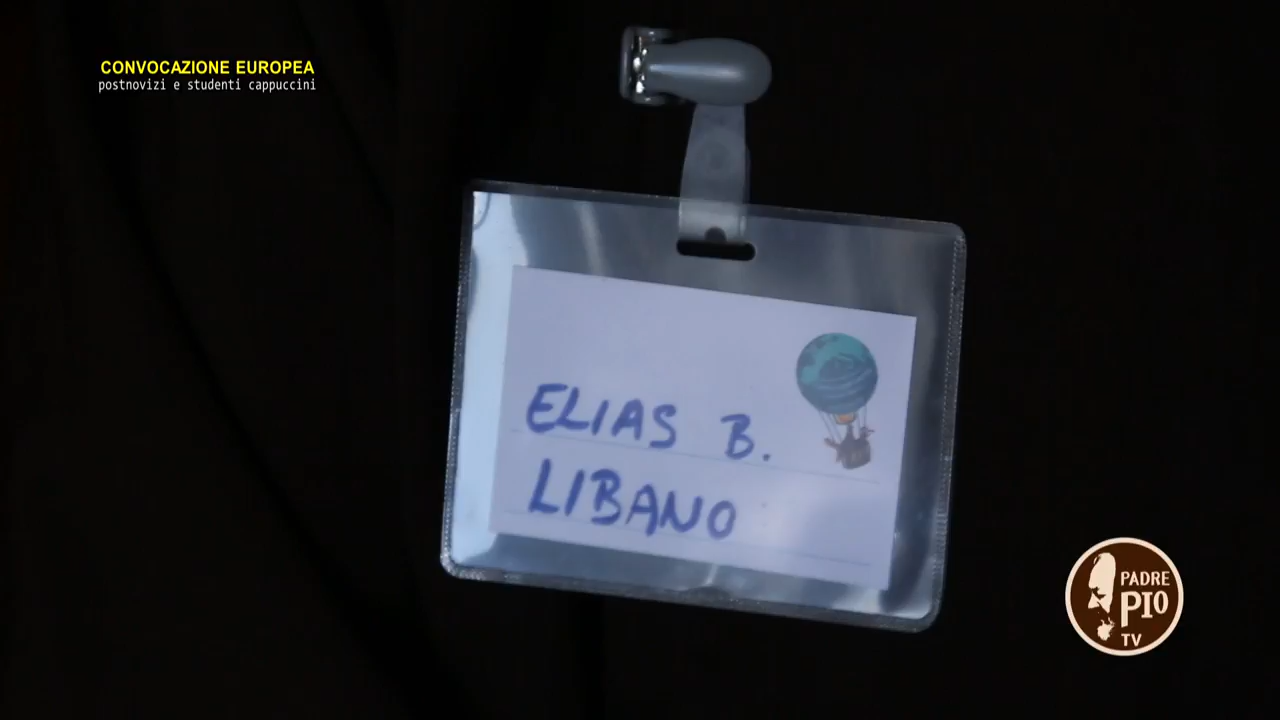 CONVOCAZIONE EUROPEA
postnovizi e studenti cappuccini
ELIAS B.
LIBANO
PADRE
PIO
TV